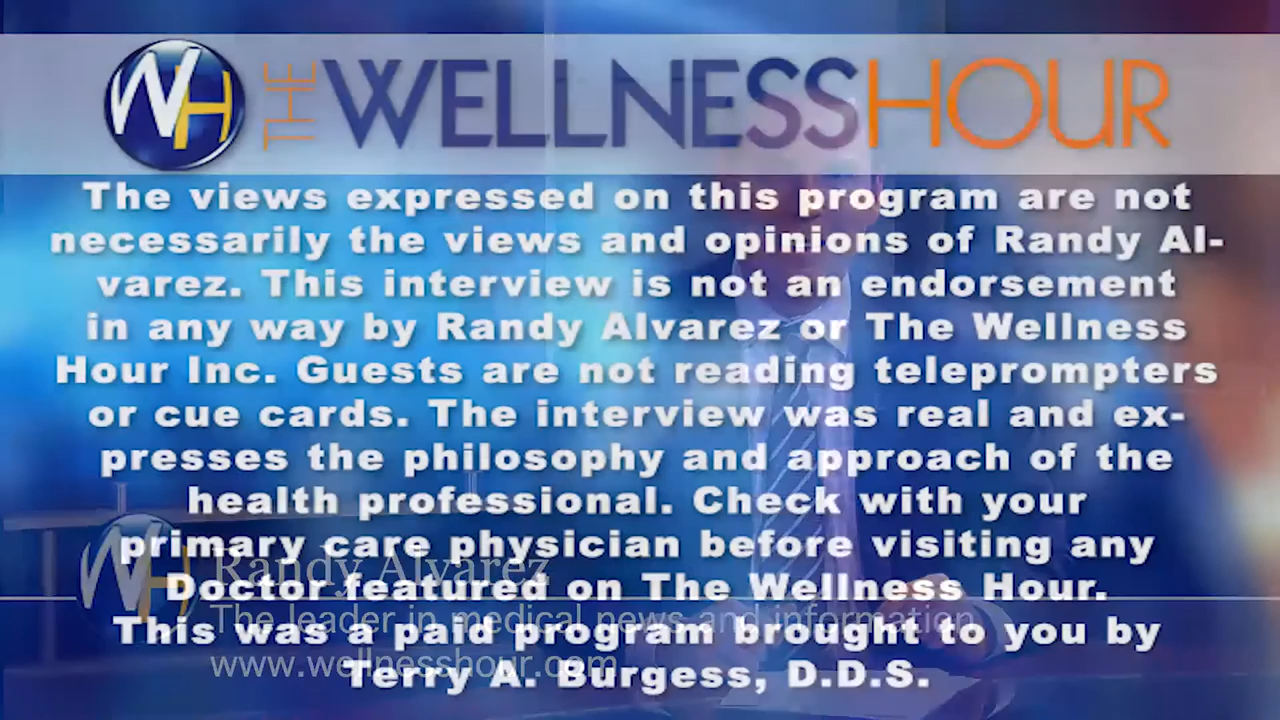 WH THE WELLNESSHOUR
The views expressed on this program are not
necessarily the views and opinions of Randy Al-
varez. This interview is not an endorsement
in any way by Randy Alvarez or The Wellness
Hour Inc. Guests are not reading teleprompters
or cue cards. The interview was real and ex-
presses the philosophy and approach of the
health professional. Check with your
primary care physician before visiting any
WH Randy Alvarez
Doctor featured on The Wellness Hour.
The leader in medical news and information
This was a paid program brought to you by
www.wellnesshour.com
Terry A. Burgess, D.D.S.